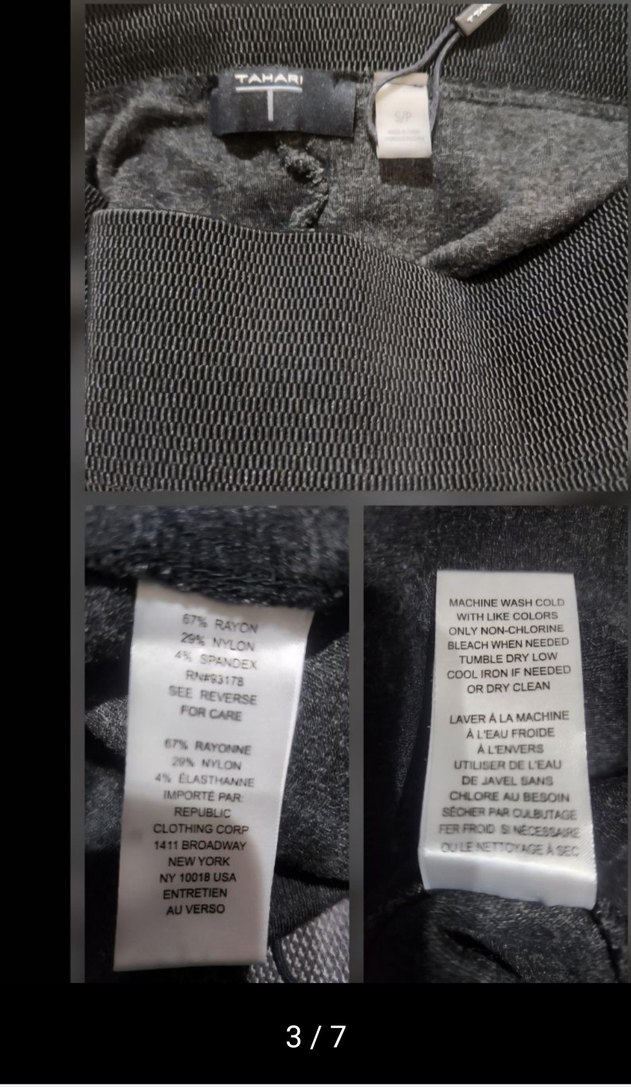 TAHARI
T
S/P
67% RAYON
29% NYLON
4% SPANDEX
RN#93178
SEE REVERSE
FOR CARE
67% RAYONNE
29% NYLON
4% ÉLASTHANNE
IMPORTÉ PAR:
REPUBLIC
CLOTHING CORP
1411 BROADWAY
NEW YORK
NY 10018 USA
ENTRETIEN
AU VERSO
MACHINE WASH COLD
WITH LIKE COLORS
ONLY NON-CHLORINE
BLEACH WHEN NEEDED
TUMBLE DRY LOW
COOL IRON IF NEEDED
OR DRY CLEAN
LAVER À LA MACHINE
À L'EAU FROIDE
À L'ENVERS
UTILISER DE L'EAU
DE JAVEL SANS
CHLORE AU BESOIN
SÉCHER PAR CULBUTAGE
FER FROID SI NÉCESSAIRE
OU LE NETTOYAGE À SEC
3 / 7